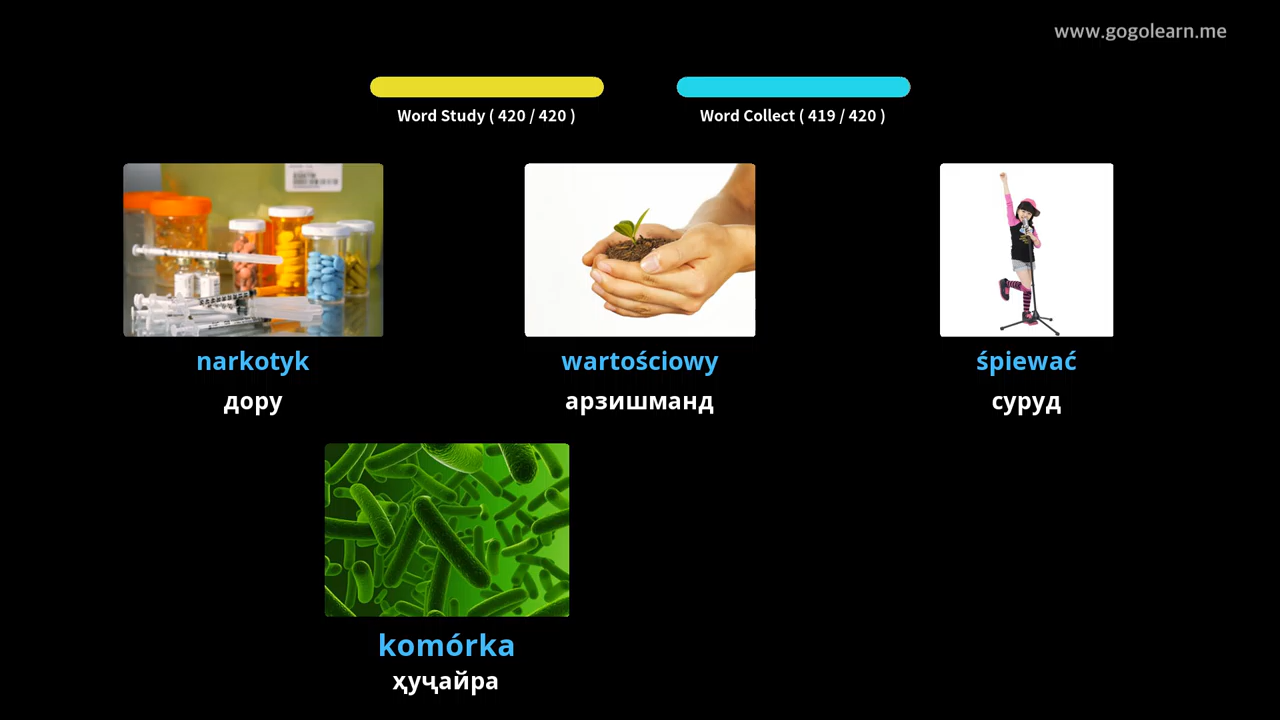 www.gogolearn.me
Word Study ( 420 / 420 )
Word Collect ( 419 / 420 )
narkotyk
wartościowy
śpiewać
дору
арзишманд
суруд
komórka
ҳуҷайра